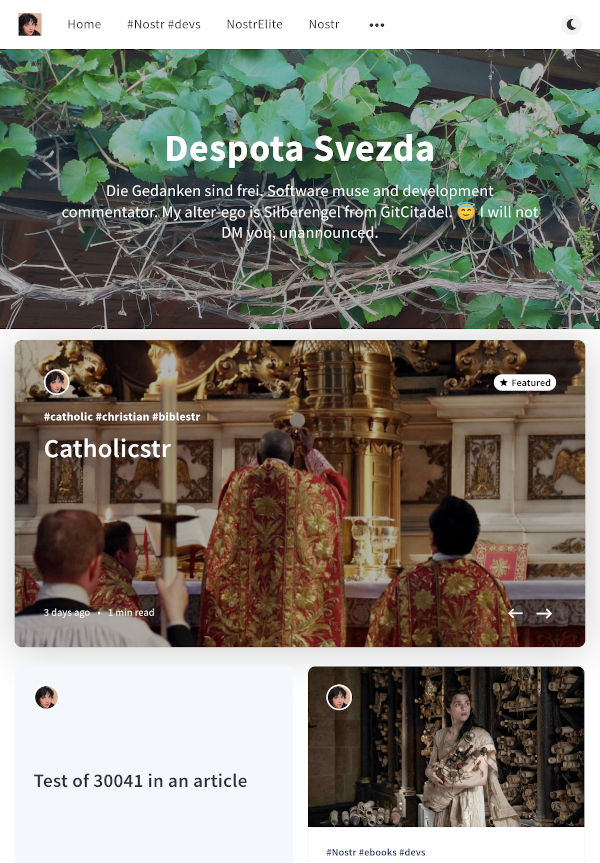 Home #Nostr #devs NostrElite Nostr •••
Despota Svezda
Die Gedanken sind frei. Software muse and development
commentator. My alter-ego is Silberengel from GitCitadel. 😇 I will not
DM you, unannounced.
★ Featured
#catholic #christian #biblestr
Catholicstr
3 days ago • 1 min read
Test of 30041 in an article
#Nostr #ebooks #devs